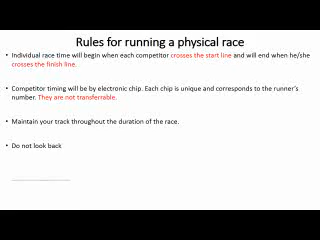 Rules for running a physical race
• Individual race time will begin when each competitor crosses the start line and will end when he/she
crosses the finish line.
• Competitor timing will be by electronic chip. Each chip is unique and corresponds to the runner's
number. They are not transferrable.
• Maintain your track throughout the duration of the race.
• Do not look back